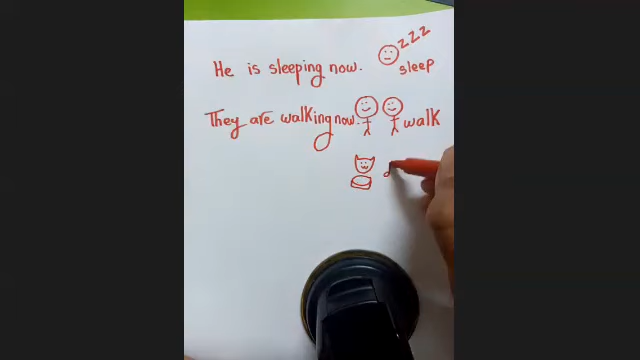 He is sleeping now.
zzz
sleep
They are walking now.
walk